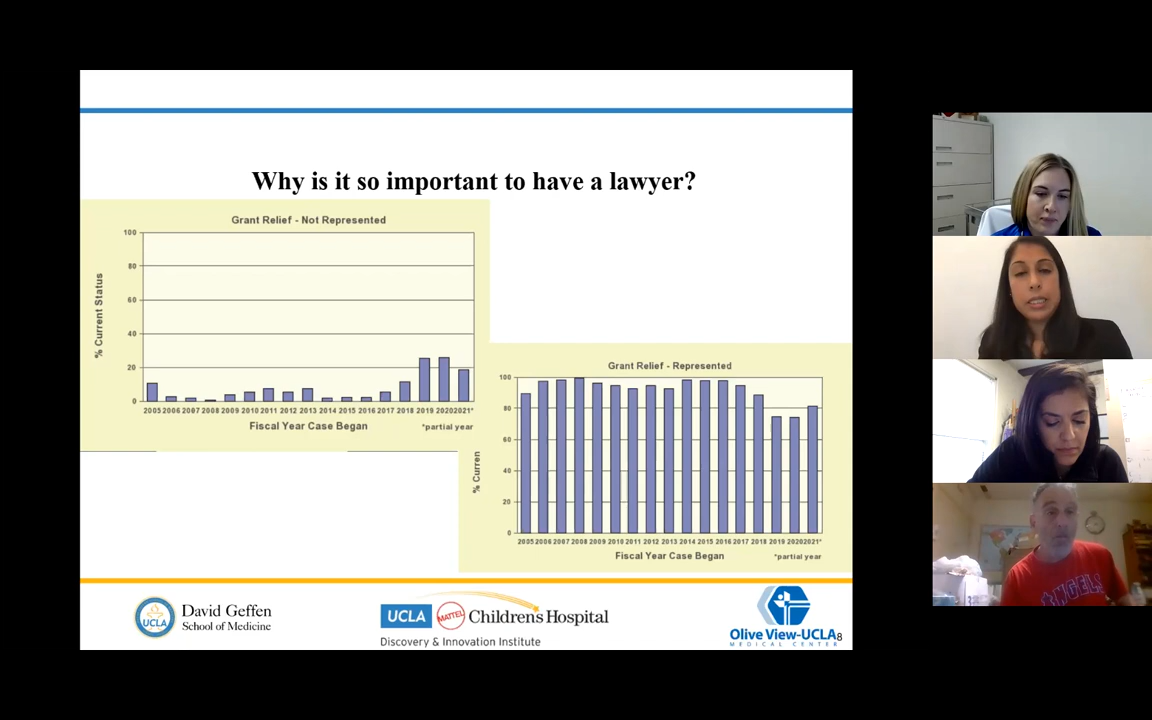 Why is it so important to have a lawyer?
Grant Relief - Not Represented
% Current Status
100
80
60
40
20
0
2005 2006 2007 2008 2009 2010 2011 2012 2013 2014 2015 2016 2017 2018 2019 2020 2021*
Fiscal Year Case Began
*partial year
Grant Relief - Represented
% Curren
100
80
60
40
20
0
2005 2006 2007 2008 2009 2010 2011 2012 2013 2014 2015 2016 2017 2018 2019 2020 2021*
Fiscal Year Case Began
*partial year
UCLA
David Geffen
School of Medicine
UCLA MATTEL Children's Hospital
Discovery & Innovation Institute
Olive View-UCLA
MEDICAL CENTER
8
ANGELS